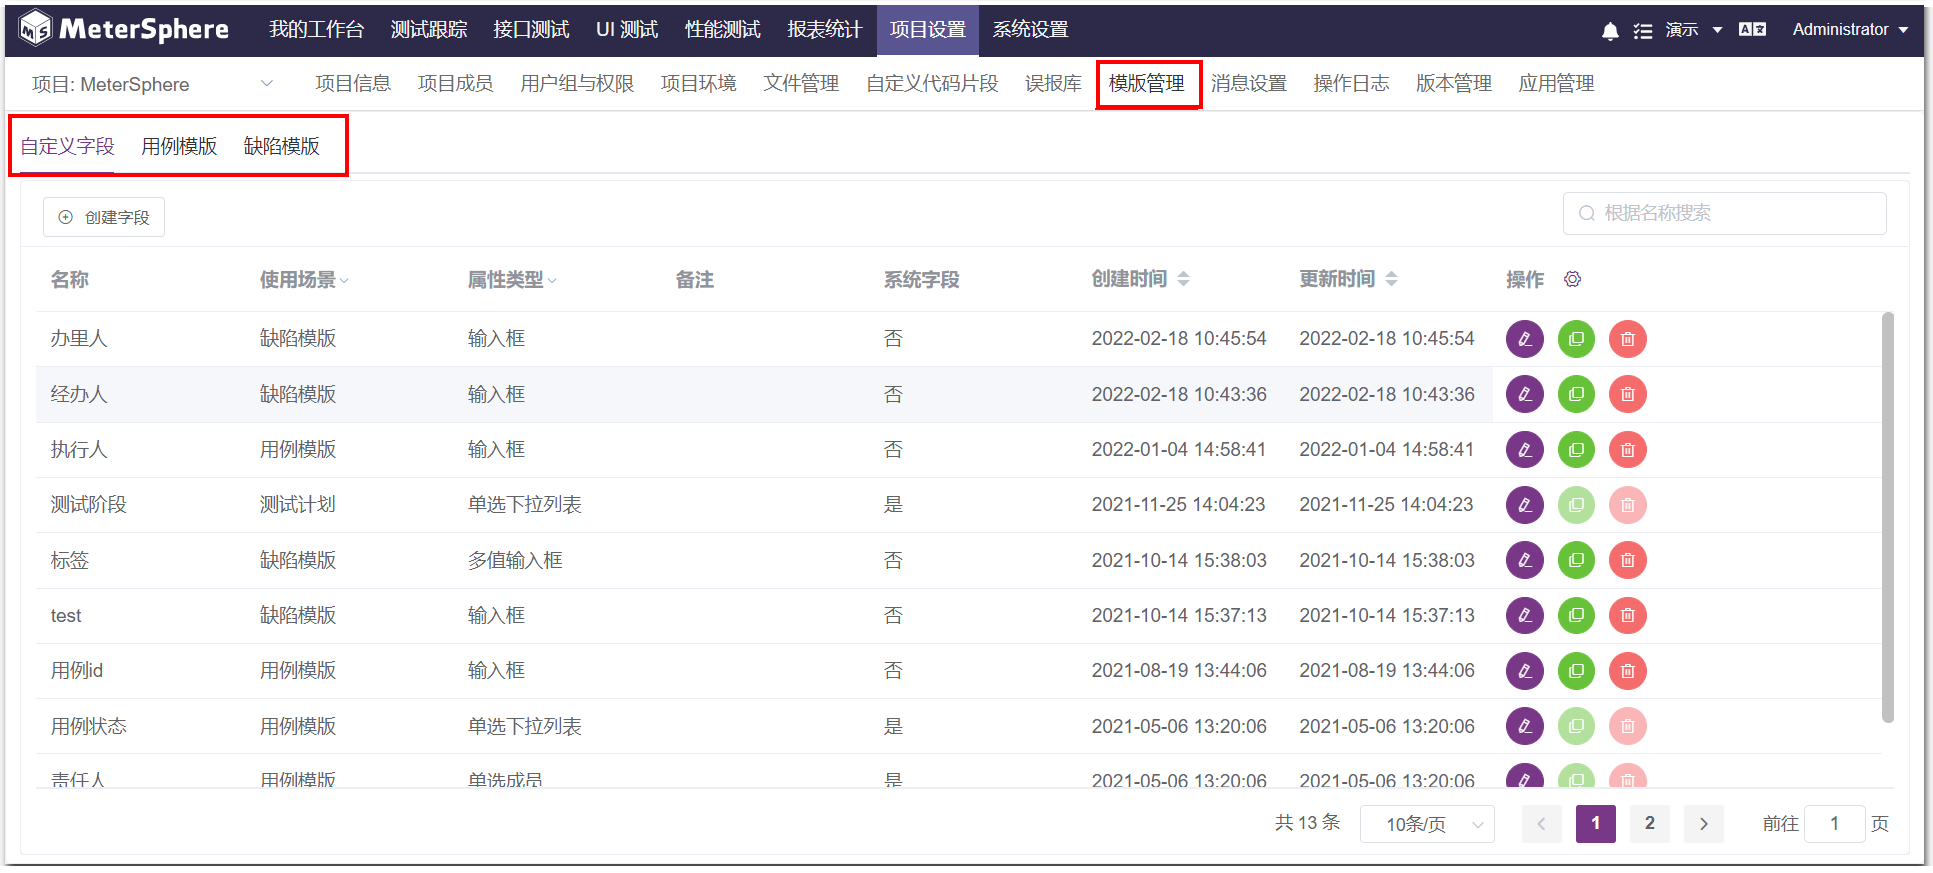 MeterSphere 我的工作台 测试跟踪 接口测试 UI 测试 性能测试 报表统计 项目设置 系统设置 演示 Administrator
项目: MeterSphere 项目信息 项目成员 用户组与权限 项目环境 文件管理 自定义代码片段 误报库 模版管理 消息设置 操作日志 版本管理 应用管理
自定义字段 用例模版 缺陷模版
创建字段 根据名称搜索
名称 使用场景 属性类型 备注 系统字段 创建时间 更新时间 操作
办里人 缺陷模版 输入框 否 2022-02-18 10:45:54 2022-02-18 10:45:54
经办人 缺陷模版 输入框 否 2022-02-18 10:43:36 2022-02-18 10:43:36
执行人 用例模版 输入框 否 2022-01-04 14:58:41 2022-01-04 14:58:41
测试阶段 测试计划 单选下拉列表 是 2021-11-25 14:04:23 2021-11-25 14:04:23
标签 缺陷模版 多值输入框 否 2021-10-14 15:38:03 2021-10-14 15:38:03
test 缺陷模版 输入框 否 2021-10-14 15:37:13 2021-10-14 15:37:13
用例id 用例模版 输入框 否 2021-08-19 13:44:06 2021-08-19 13:44:06
用例状态 用例模版 单选下拉列表 是 2021-05-06 13:20:06 2021-05-06 13:20:06
责任人 用例模版 单选成员 是 2021-05-06 13:20:06 2021-05-06 13:20:06
共 13 条 10条/页 1 2 前往 1 页